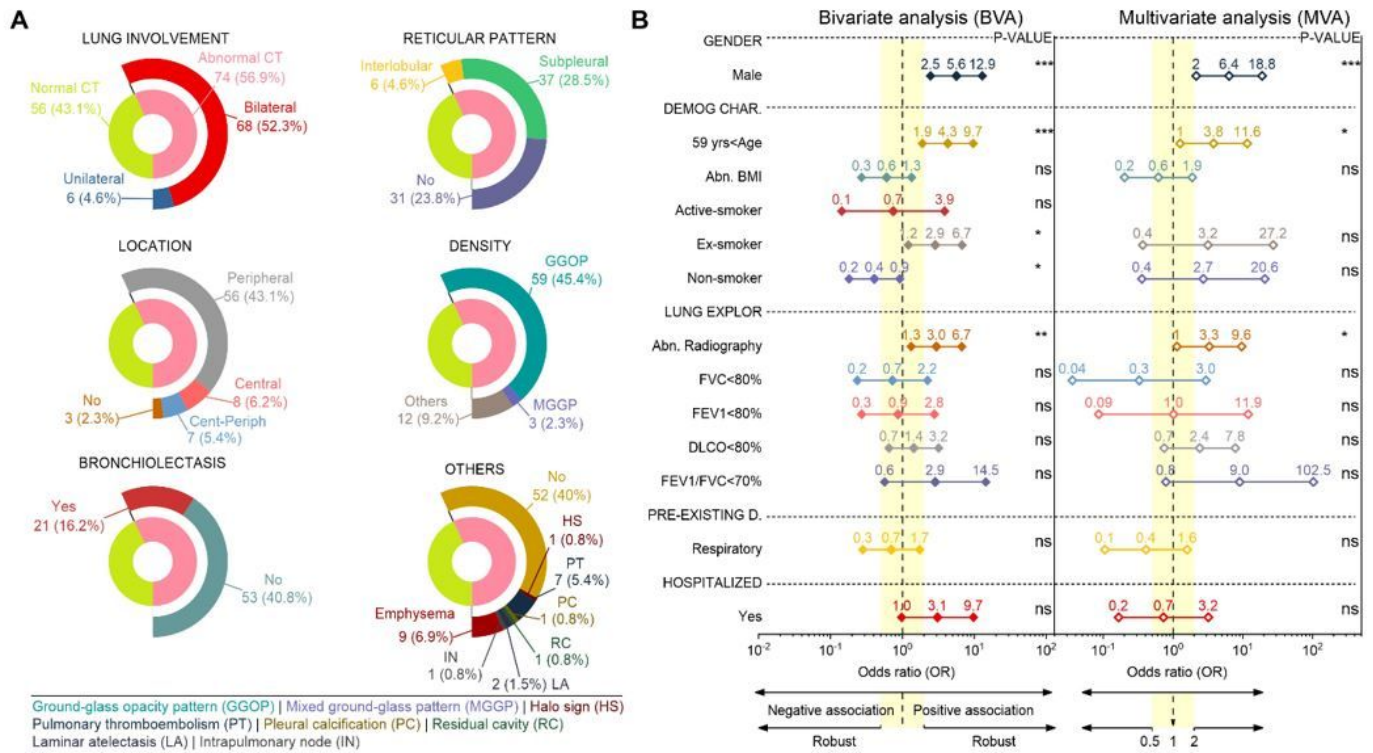 A
LUNG INVOLVEMENT
Normal CT
56 (43.1%)
Abnormal CT
74 (56.9%)
Bilateral
68 (52.3%)
Unilateral
6 (4.6%)
RETICULAR PATTERN
Interlobular
6 (4.6%)
Subpleural
37 (28.5%)
No
31 (23.8%)
LOCATION
Peripheral
56 (43.1%)
Central
8 (6.2%)
No
3 (2.3%)
Cent-Periph
7 (5.4%)
DENSITY
GGOP
59 (45.4%)
Others
12 (9.2%)
MGGP
3 (2.3%)
BRONCHIOLECTASIS
Yes
21 (16.2%)
No
53 (40.8%)
OTHERS
No
52 (40%)
HS
1 (0.8%)
PT
7 (5.4%)
PC
1 (0.8%)
RC
1 (0.8%)
2 (1.5%) LA
IN
1 (0.8%)
Emphysema
9 (6.9%)
Ground-glass opacity pattern (GGOP) | Mixed ground-glass pattern (MGGP) | Halo sign (HS)
Pulmonary thromboembolism (PT) | Pleural calcification (PC) | Residual cavity (RC)
Laminar atelectasis (LA) | Intrapulmonary node (IN)
B
Bivariate analysis (BVA) Multivariate analysis (MVA)
GENDER P-VALUE P-VALUE
Male 2.5 5.6 12.9 *** 2 6.4 18.8 ***
DEMOG CHAR.
59 yrs<Age 1.9 4.3 9.7 *** 1 3.8 11.6 *
Abn. BMI 0.3 0.6 1.3 ns 0.2 0.6 1.9 ns
Active-smoker 0.1 0.7 3.9 ns
Ex-smoker 1.2 2.9 6.7 * 0.4 3.2 27.2 ns
Non-smoker 0.2 0.4 0.9 * 0.4 2.7 20.6 ns
LUNG EXPLOR
Abn. Radiography 1.3 3.0 6.7 ** 1 3.3 9.6 *
FVC<80% 0.2 0.7 2.2 ns 0.04 0.3 3.0 ns
FEV1<80% 0.3 0.9 2.8 ns 0.09 1.0 11.9 ns
DLCO<80% 0.7 1.4 3.2 ns 0.7 2.4 7.8 ns
FEV1/FVC<70% 0.6 2.9 14.5 ns 0.8 9.0 102.5 ns
PRE-EXISTING D.
Respiratory 0.3 0.7 1.7 ns 0.1 0.4 1.6 ns
HOSPITALIZED
Yes 1.0 3.1 9.7 ns 0.2 0.7 3.2 ns
10⁻² 10⁻¹ 10⁰ 10¹ 10² 10⁻¹ 10⁰ 10¹ 10²
Odds ratio (OR) Odds ratio (OR)
Negative association Positive association
Robust Robust 0.5 1 2